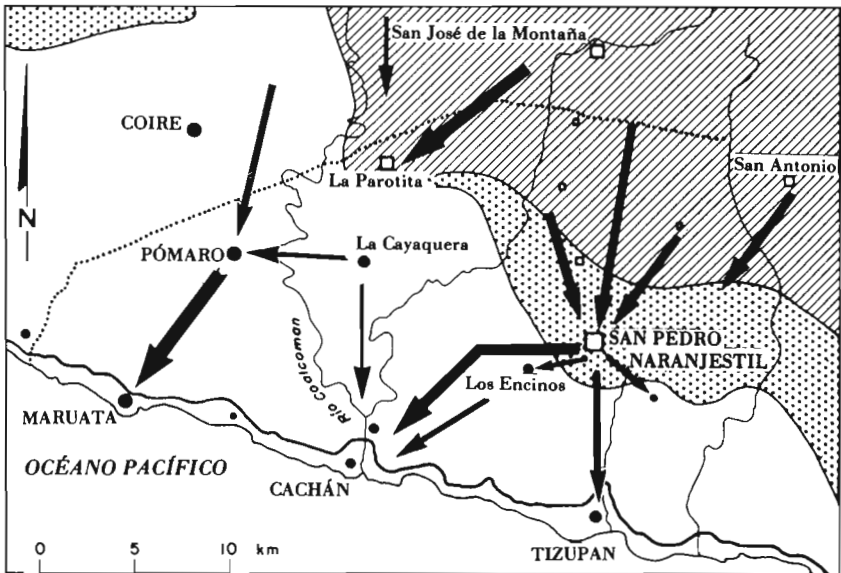 San José de la Montaña
COIRE
La Parotita
San Antonio
N
PÓMARO
La Cayaquera
SAN PEDRO
NARANJESTIL
Los Encinos
Río Coalcoman
MARUATA
OCÉANO PACÍFICO
CACHÁN
TIZUPAN
0 5 10 km